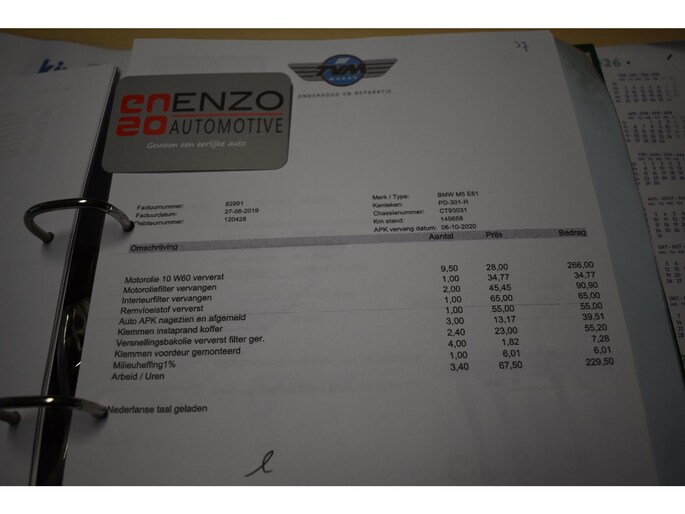 37
TVM
ONDERHOUD EN REPARATIE
26
ENZO
AUTOMOTIVE
Gewoon een eerlijke auto
Factuurnummer: 82991
Factuurdatum: 27-08-2019
Debiteurnummer: 120428
Merk / Type: BMW M5 E61
Kenteken: PD-301-R
Chassisnummer: CT93031
Km stand: 145658
APK vervang datum: 06-10-2020
Omschrijving Aantal Prijs Bedrag
Motorolie 10 W60 ververst 9,50 28,00 266,00
Motoroliefilter vervangen 1,00 34,77 34,77
Interieurfilter vervangen 2,00 45,45 90,90
Remvloeistof ververst 1,00 65,00 65,00
Auto APK nagezien en afgemeld 1,00 55,00 55,00
Klemmen instaprand koffer 3,00 13,17 39,51
Versnellingsbakolie ververst filter ger. 2,40 23,00 55,20
Klemmen voordeur gemonteerd 4,00 1,82 7,28
Milieuheffing1% 1,00 6,01 6,01
Arbeid / Uren 3,40 67,50 229,50
Nederlanse taal geladen